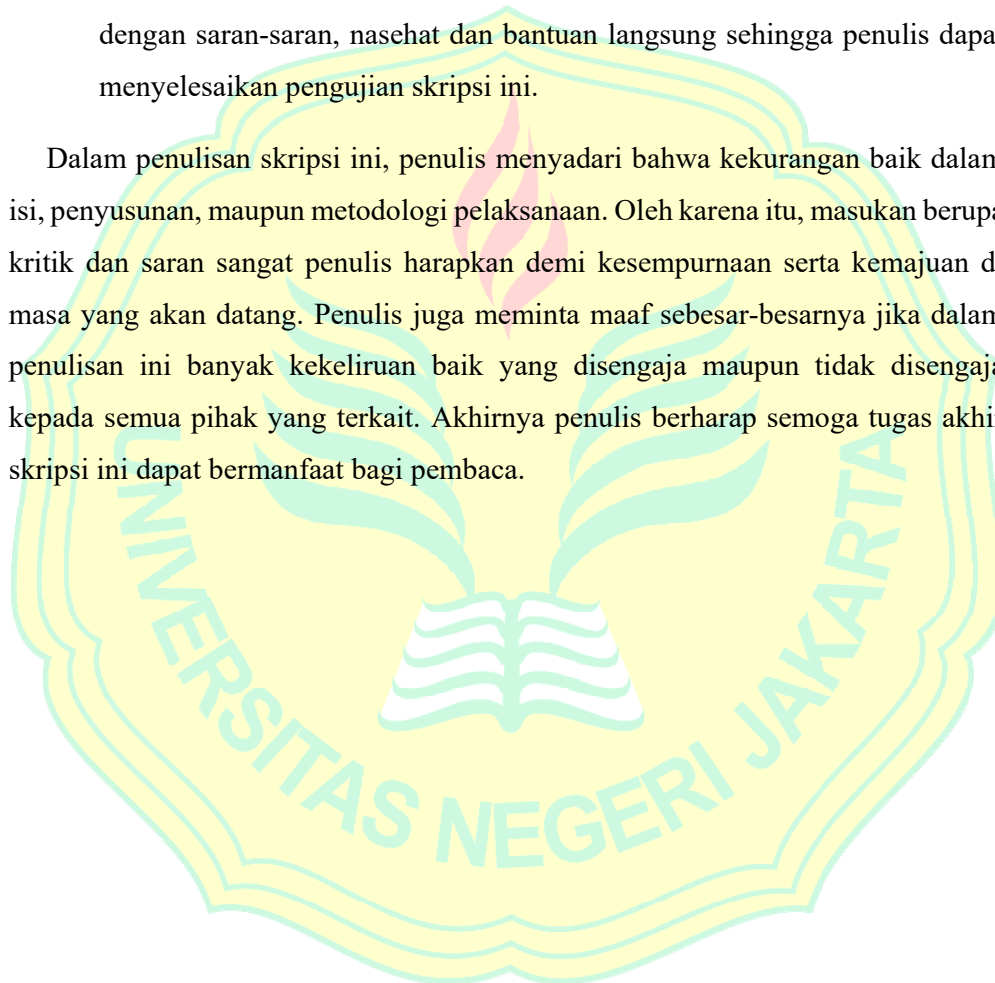 dengan saran-saran, nasehat dan bantuan langsung sehingga penulis dapa
menyelesaikan pengujian skripsi ini.
Dalam penulisan skripsi ini, penulis menyadari bahwa kekurangan baik dalam
isi, penyusunan, maupun metodologi pelaksanaan. Oleh karena itu, masukan berupa
kritik dan saran sangat penulis harapkan demi kesempurnaan serta kemajuan d
masa yang akan datang. Penulis juga meminta maaf sebesar-besarnya jika dalam
penulisan ini banyak kekeliruan baik yang disengaja maupun tidak disengaja
kepada semua pihak yang terkait. Akhirnya penulis berharap semoga tugas akhi
skripsi ini dapat bermanfaat bagi pembaca.
UNIVERSITAS NEGERI JAKARTA